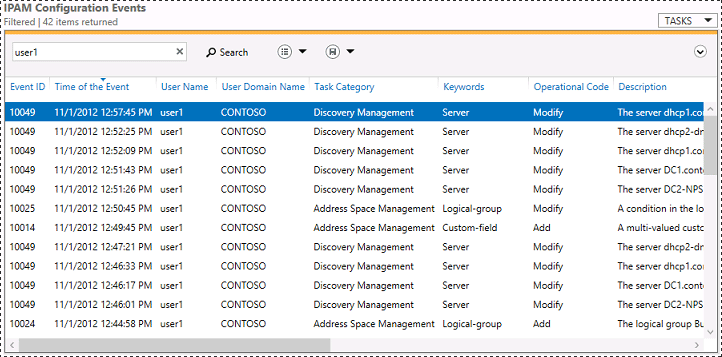 IPAM Configuration Events
Filtered | 42 items returned
TASKS
user1 Search
Event ID Time of the Event User Name User Domain Name Task Category Keywords Operational Code Description
10049 11/1/2012 12:57:45 PM user1 CONTOSO Discovery Management Server Modify The server dhcp1.co
10049 11/1/2012 12:52:25 PM user1 CONTOSO Discovery Management Server Modify The server dhcp2-dn
10049 11/1/2012 12:52:09 PM user1 CONTOSO Discovery Management Server Modify The server dhcp1.co
10049 11/1/2012 12:51:43 PM user1 CONTOSO Discovery Management Server Modify The server DC1.cont
10049 11/1/2012 12:51:26 PM user1 CONTOSO Discovery Management Server Modify The server DC2-NPS
10025 11/1/2012 12:50:45 PM user1 CONTOSO Address Space Management Logical-group Modify A condition in the lo
10014 11/1/2012 12:49:45 PM user1 CONTOSO Address Space Management Custom-field Add A multi-valued custo
10049 11/1/2012 12:47:21 PM user1 CONTOSO Discovery Management Server Modify The server dhcp2-dn
10049 11/1/2012 12:46:33 PM user1 CONTOSO Discovery Management Server Modify The server dhcp1.co
10049 11/1/2012 12:46:17 PM user1 CONTOSO Discovery Management Server Modify The server DC1.cont
10049 11/1/2012 12:46:01 PM user1 CONTOSO Discovery Management Server Modify The server DC2-NPS
10024 11/1/2012 12:44:58 PM user1 CONTOSO Address Space Management Logical-group Add The logical group Bu